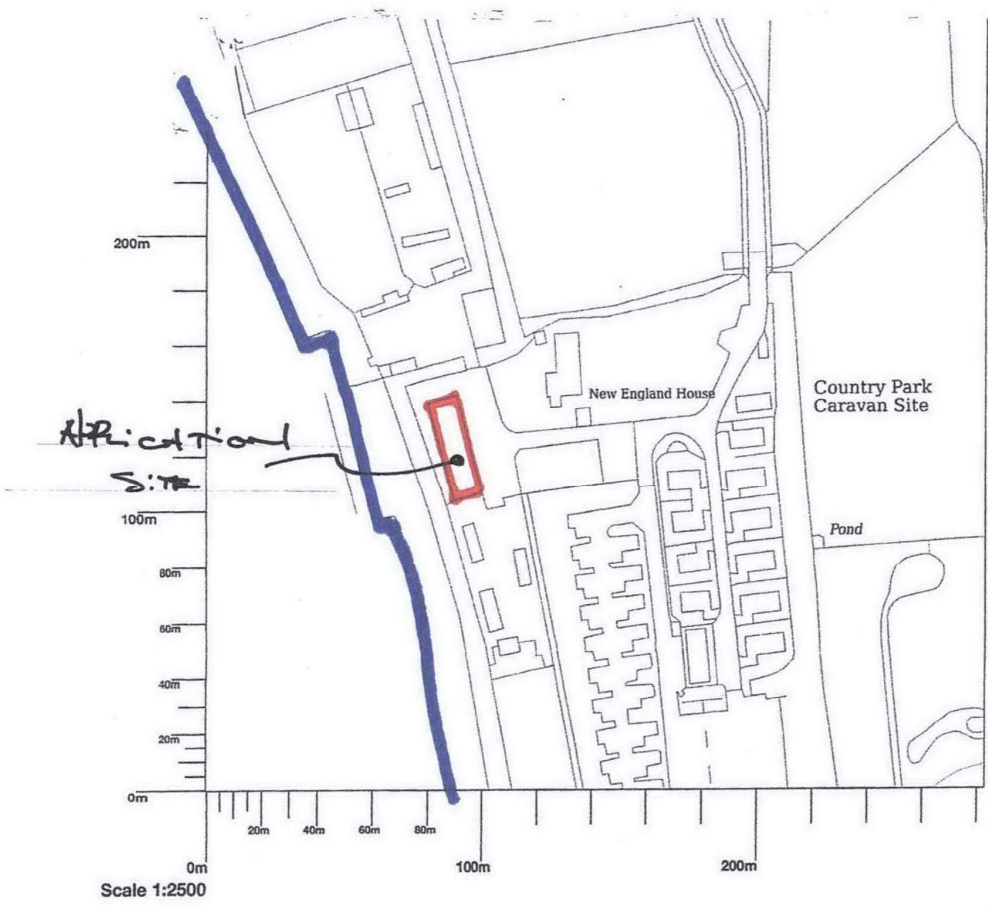 200m
New England House
Country Park
Caravan Site
Application
Site
100m
Pond
80m
60m
40m
20m
0m
20m
40m
60m
80m
0m
100m
200m
Scale 1:2500